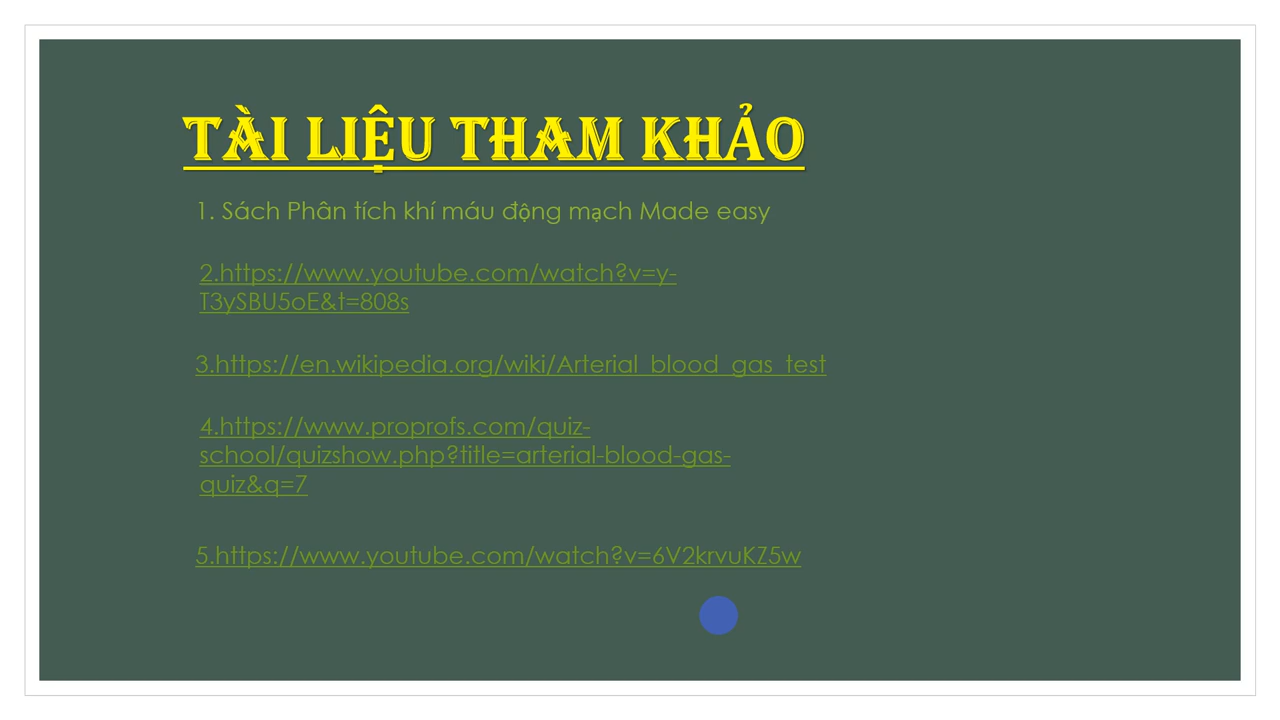 TÀI LIỆU THAM KHẢO
1. Sách Phân tích khí máu động mạch Made easy
2.https://www.youtube.com/watch?v=y-
T3ySBU5oE&t=808s
3.https://en.wikipedia.org/wiki/Arterial_blood_gas_test
4.https://www.proprofs.com/quiz-
school/quizshow.php?title=arterial-blood-gas-
quiz&q=7
5.https://www.youtube.com/watch?v=6V2krvuKZ5w